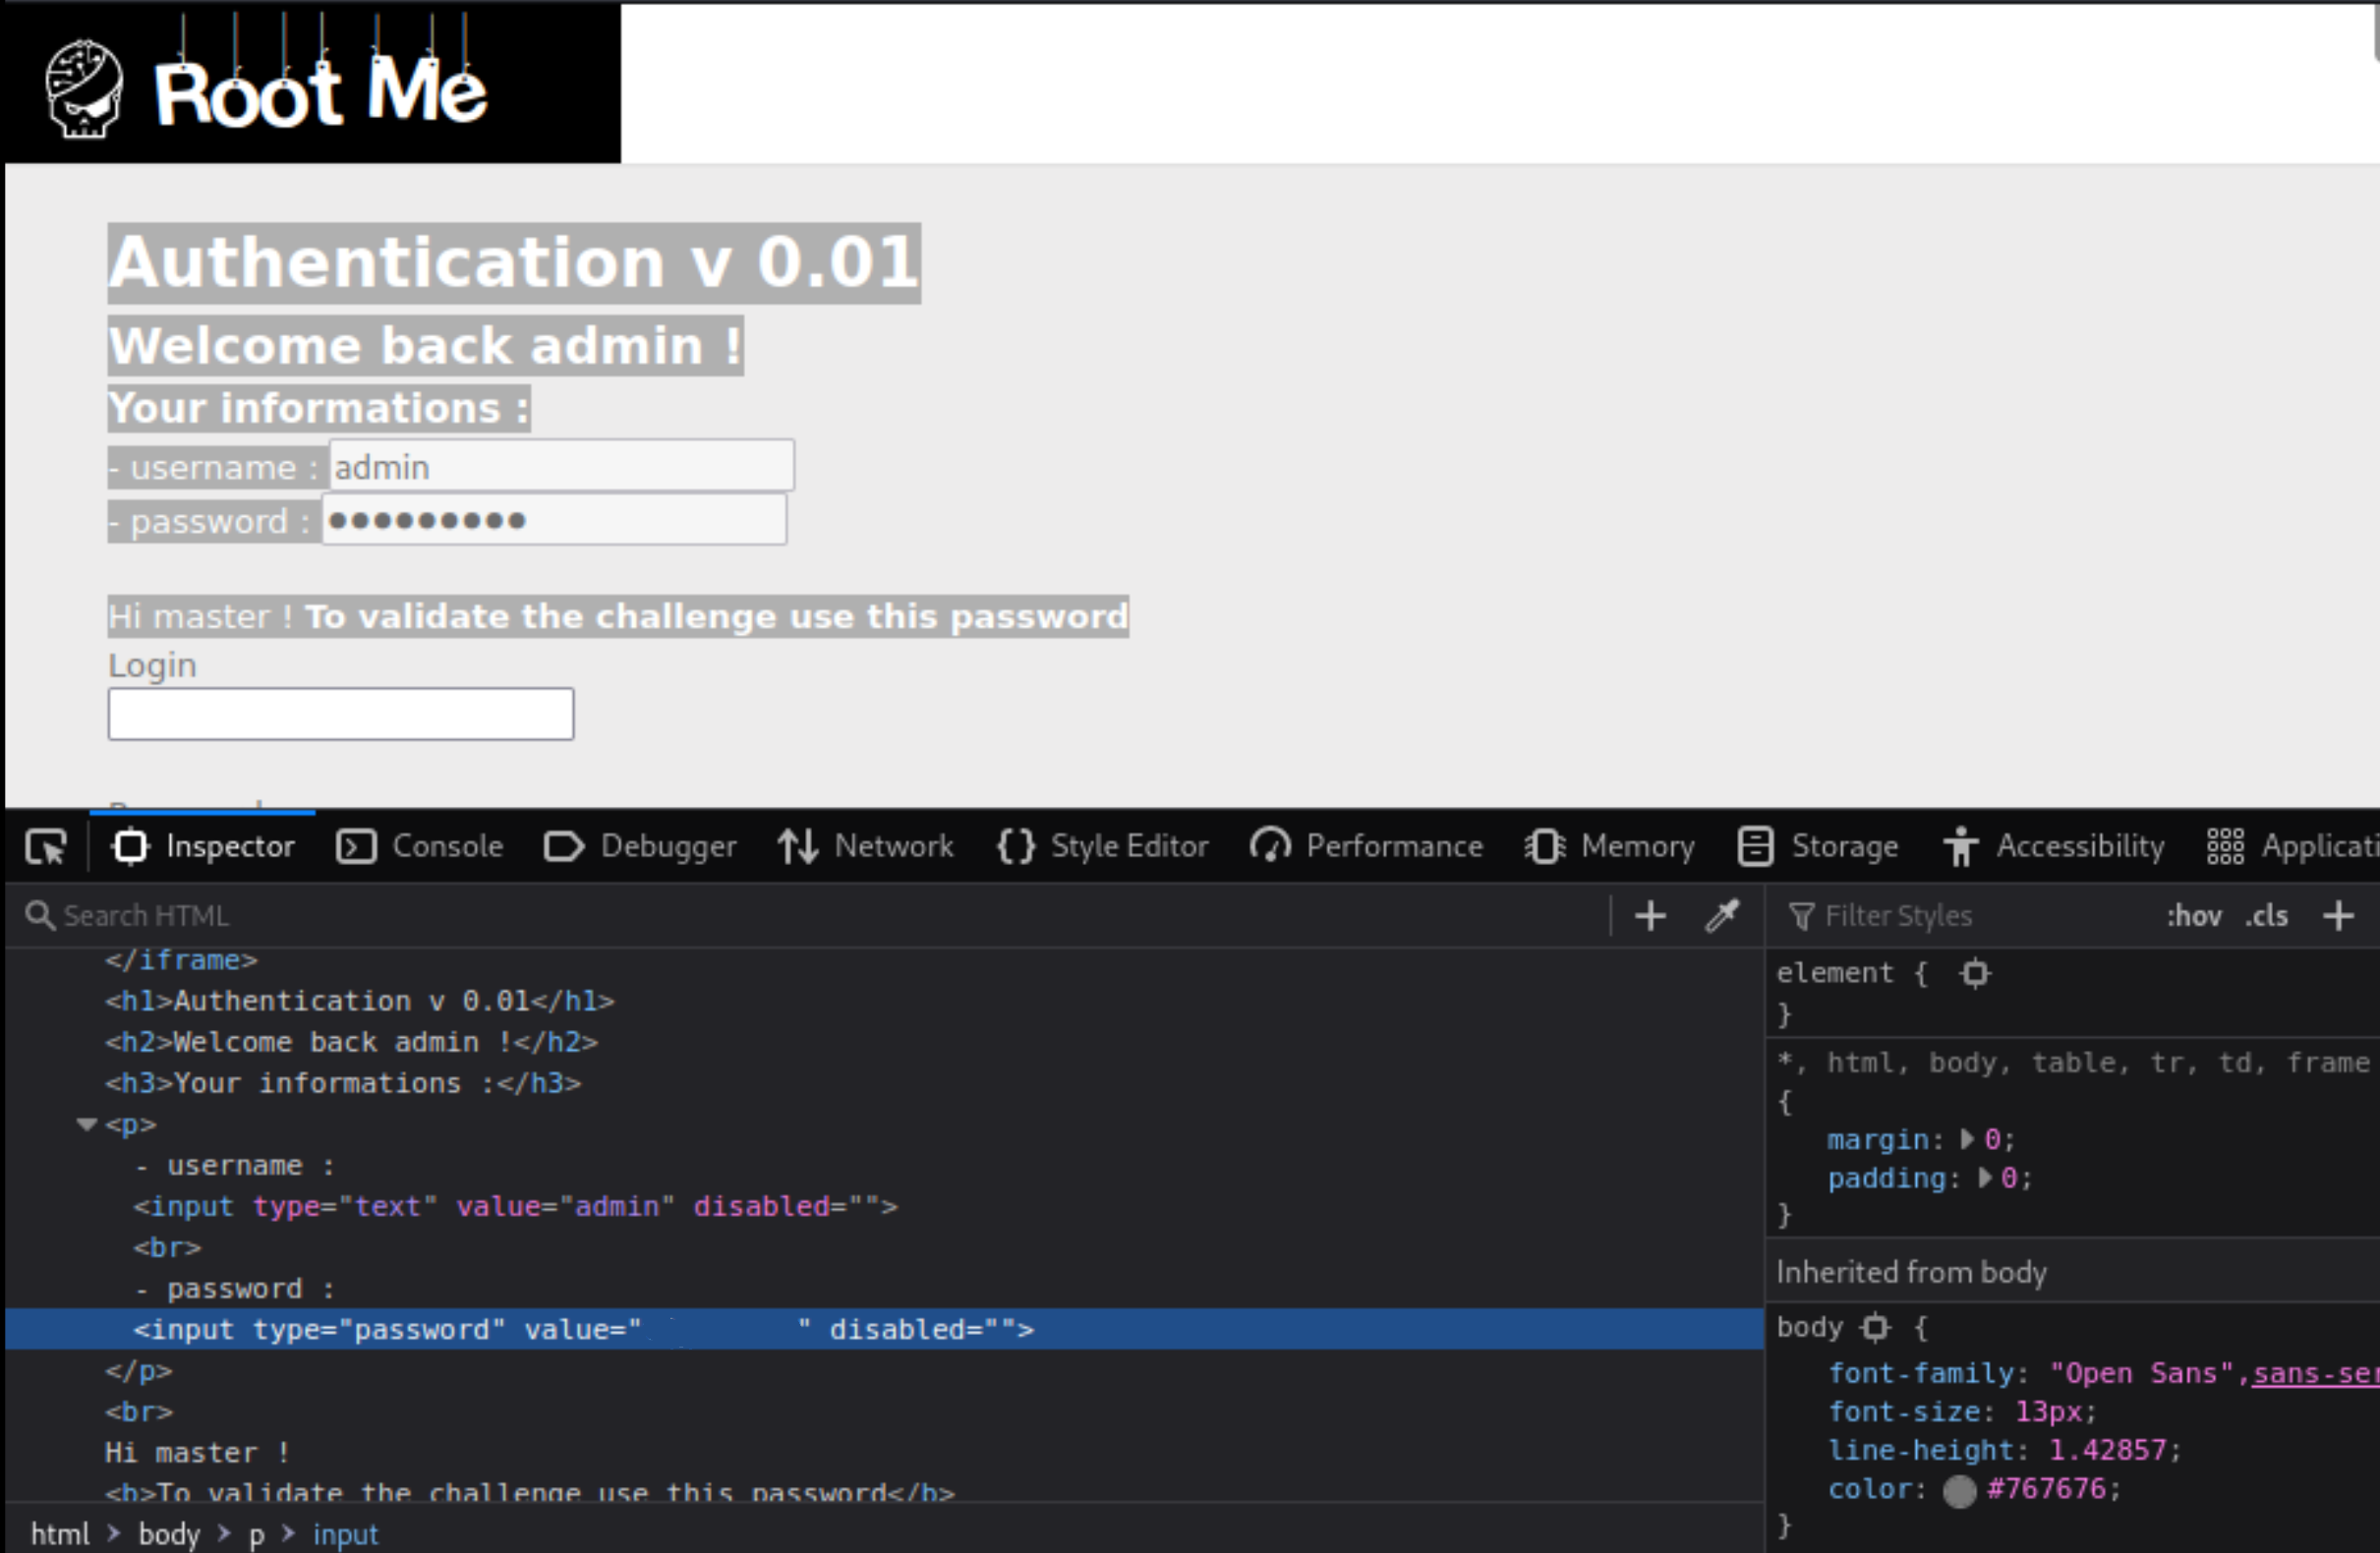 Root Me
Authentication v 0.01
Welcome back admin !
Your informations :
- username : admin
- password : •••••••••
Hi master ! To validate the challenge use this password
Login
Inspector Console Debugger Network Style Editor Performance Memory Storage Accessibility Applicati
Search HTML
</iframe>
<h1>Authentication v 0.01</h1>
<h2>Welcome back admin !</h2>
<h3>Your informations :</h3>
<p>
- username :
<input type="text" value="admin" disabled="">
<br>
- password :
<input type="password" value="         " disabled="">
</p>
<br>
Hi master !
<b>To validate the challenge use this password</b>
html > body > p > input
Filter Styles :hov .cls +
element {
}
*, html, body, table, tr, td, frame
{
margin: 0;
padding: 0;
}
Inherited from body
body {
font-family: "Open Sans",sans-ser
font-size: 13px;
line-height: 1.42857;
color: #767676;
}